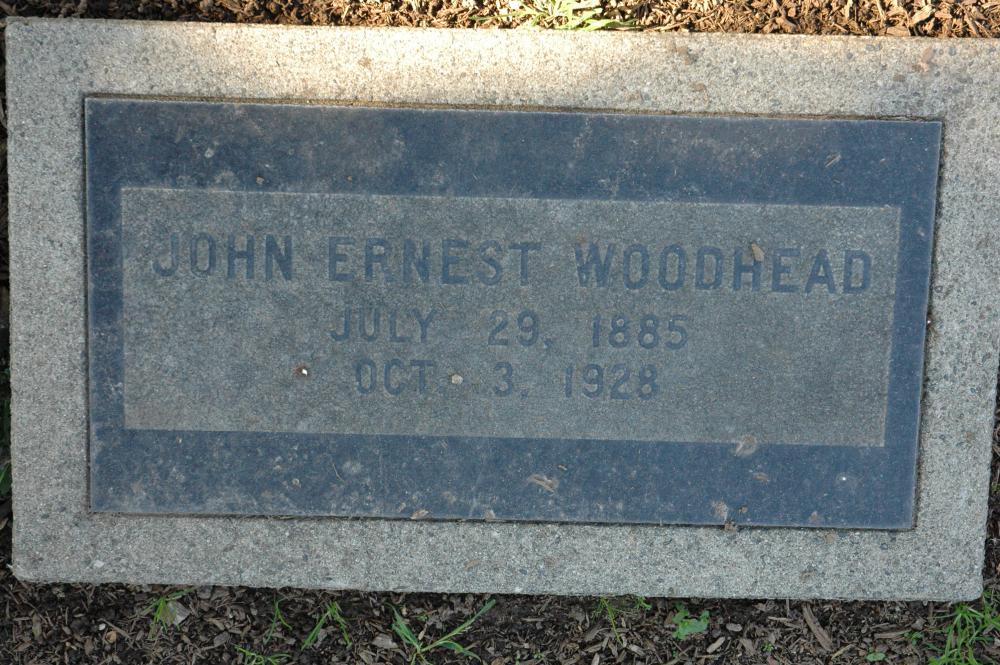 JOHN ERNEST WOODHEAD
JULY 29, 1885
OCT. 3, 1928